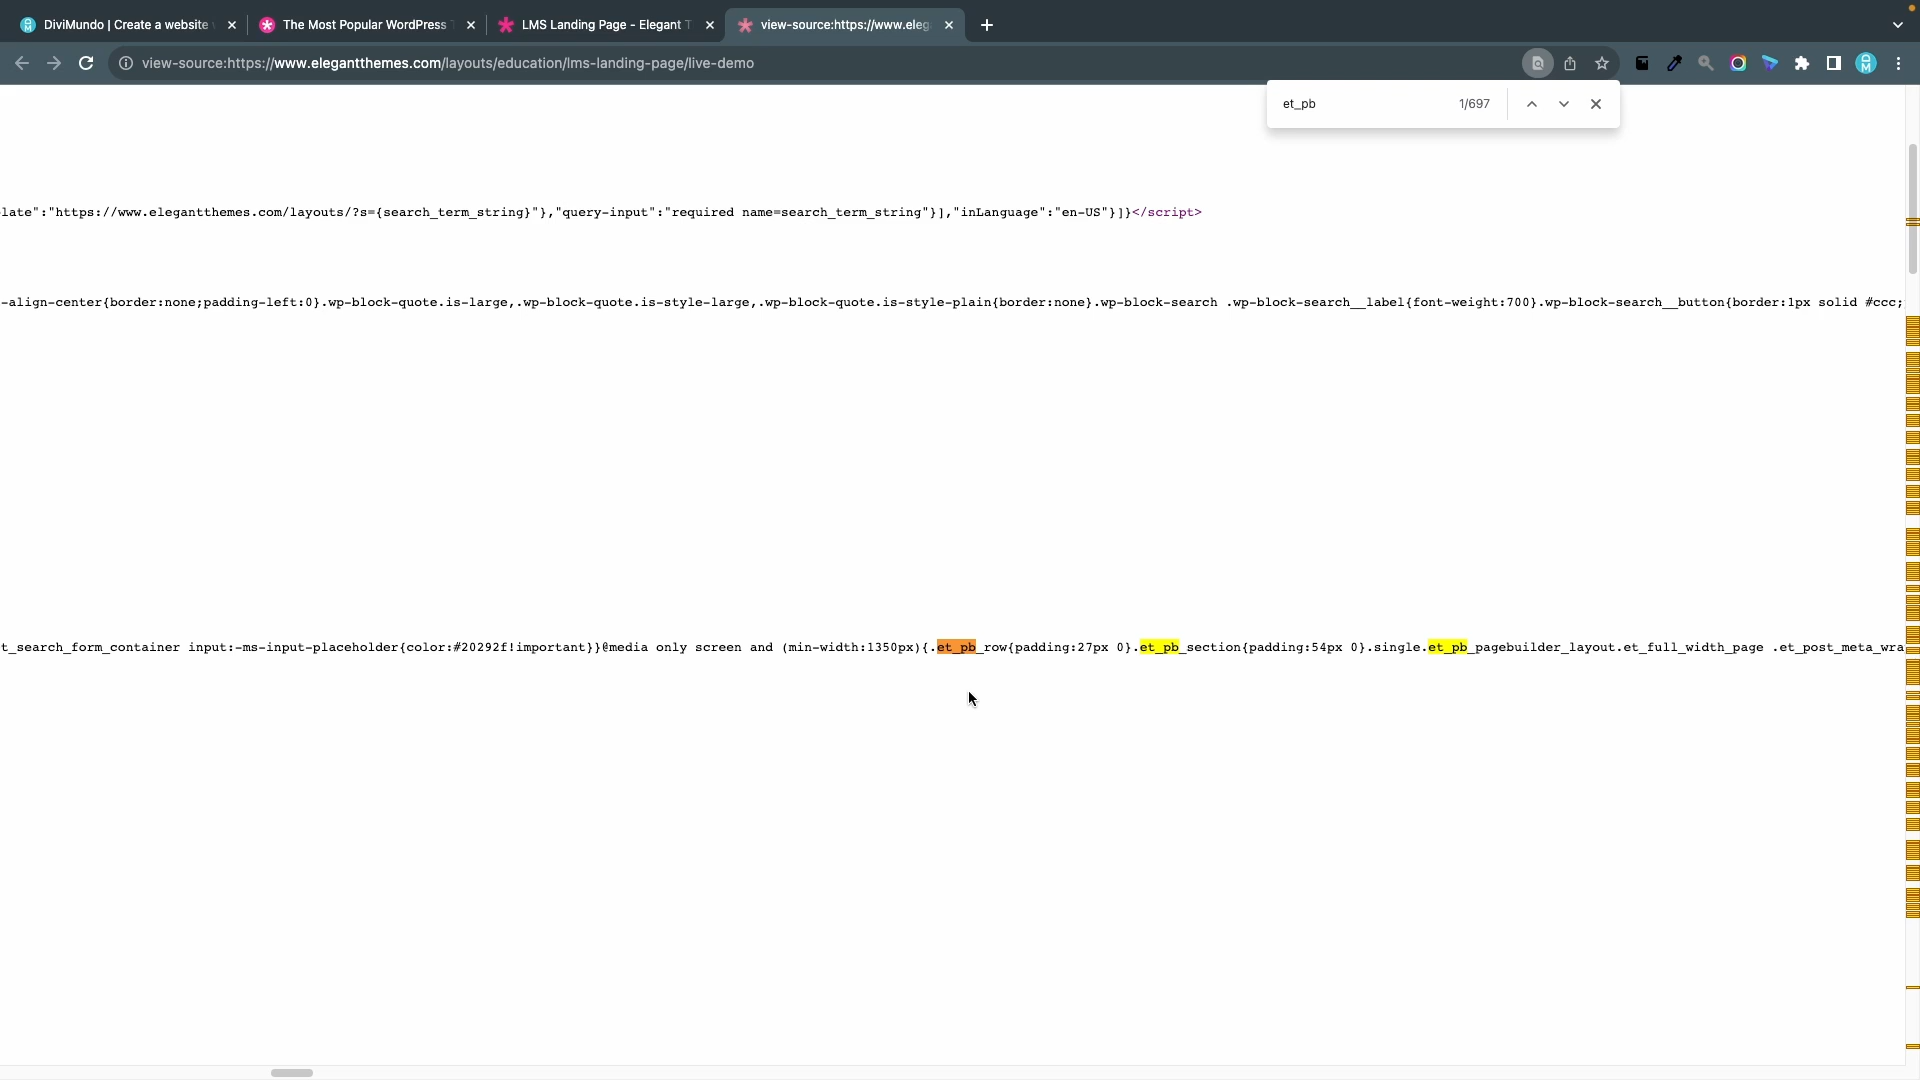 DiviMundo | Create a website
The Most Popular WordPress
LMS Landing Page - Elegant T
view-source:https://www.eleg
view-source:https://www.elegantthemes.com/layouts/education/lms-landing-page/live-demo
et_pb 1/697
late":"https://www.elegantthemes.com/layouts/?s={search_term_string}"},"query-input":"required name=search_term_string"}],"inLanguage":"en-US"}]}</script>
-align-center{border:none;padding-left:0}.wp-block-quote.is-large,.wp-block-quote.is-style-large,.wp-block-quote.is-style-plain{border:none}.wp-block-search .wp-block-search__label{font-weight:700}.wp-block-search__button{border:1px solid #ccc;
t_search_form_container input:-ms-input-placeholder{color:#20292f!important}}@media only screen and (min-width:1350px){.et_pb_row{padding:27px 0}.et_pb_section{padding:54px 0}.single.et_pb_pagebuilder_layout.et_full_width_page .et_post_meta_wra